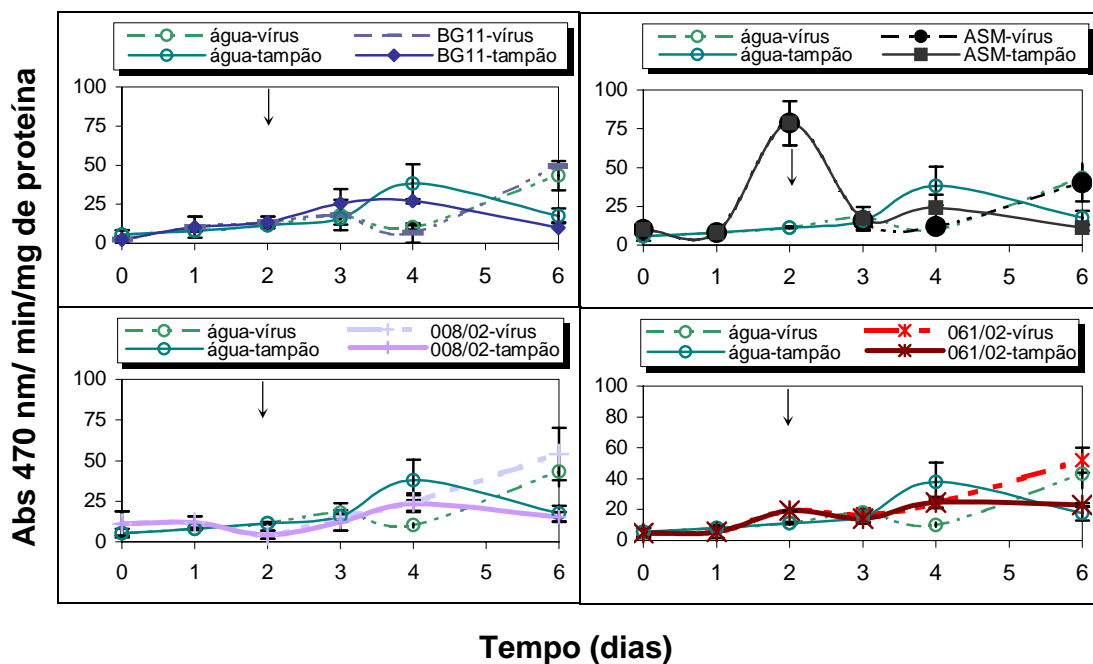 Abs 470 nm/ min/mg de proteína
água-vírus BG11-vírus
água-tampão BG11-tampão
100
75
50
25
0
0 1 2 3 4 5 6
água-vírus ASM-vírus
água-tampão ASM-tampão
100
75
50
25
0
0 1 2 3 4 5 6
água-vírus 008/02-vírus
água-tampão 008/02-tampão
100
75
50
25
0
0 1 2 3 4 5 6
água-vírus 061/02-vírus
água-tampão 061/02-tampão
100
80
60
40
20
0
0 1 2 3 4 5 6
Tempo (dias)